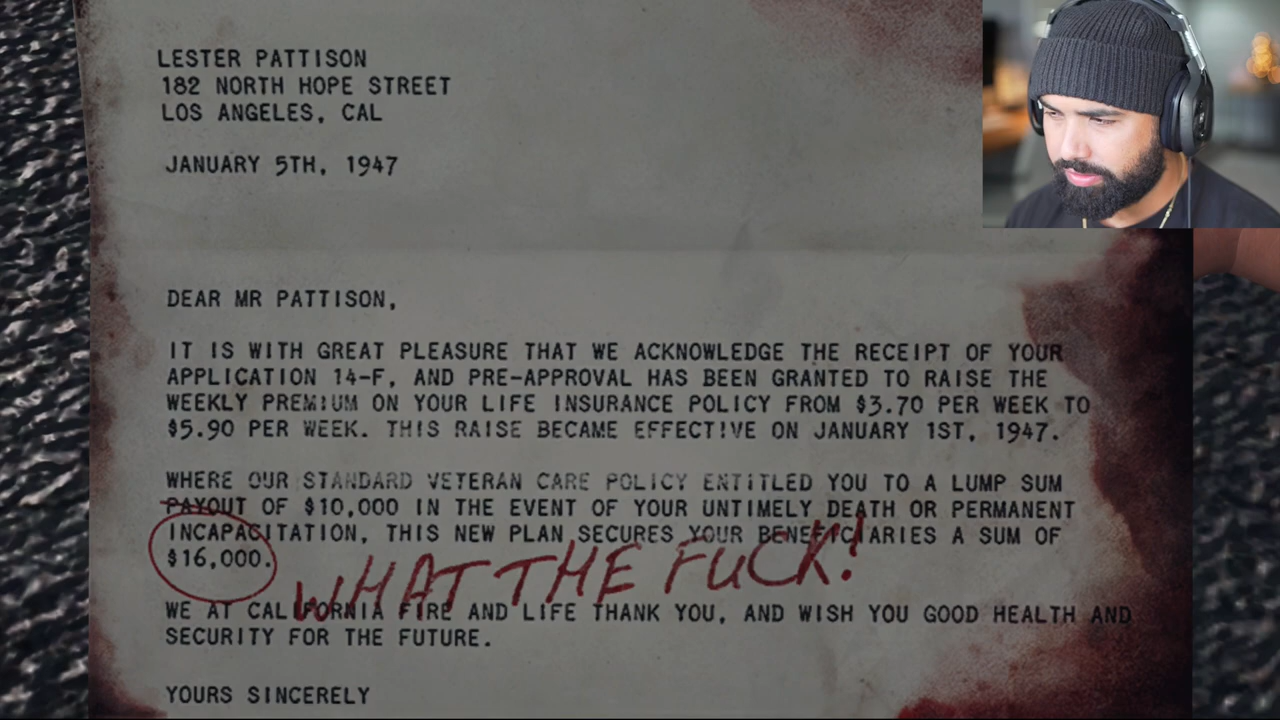 LESTER PATTISON
182 NORTH HOPE STREET
LOS ANGELES, CAL
JANUARY 5TH, 1947
DEAR MR PATTISON,
IT IS WITH GREAT PLEASURE THAT WE ACKNOWLEDGE THE RECEIPT OF YOUR
APPLICATION 14-F, AND PRE-APPROVAL HAS BEEN GRANTED TO RAISE THE
WEEKLY PREMIUM ON YOUR LIFE INSURANCE POLICY FROM $3.70 PER WEEK TO
$5.90 PER WEEK. THIS RAISE BECAME EFFECTIVE ON JANUARY 1ST, 1947.
WHERE OUR STANDARD VETERAN CARE POLICY ENTITLED YOU TO A LUMP SUM
PAYOUT OF $10,000 IN THE EVENT OF YOUR UNTIMELY DEATH OR PERMANENT
INCAPACITATION, THIS NEW PLAN SECURES YOUR BENEFICIARIES A SUM OF
$16,000.
WHAT THE FUCK!
WE AT CALIFORNIA FIRE AND LIFE THANK YOU, AND WISH YOU GOOD HEALTH AND
SECURITY FOR THE FUTURE.
YOURS SINCERELY